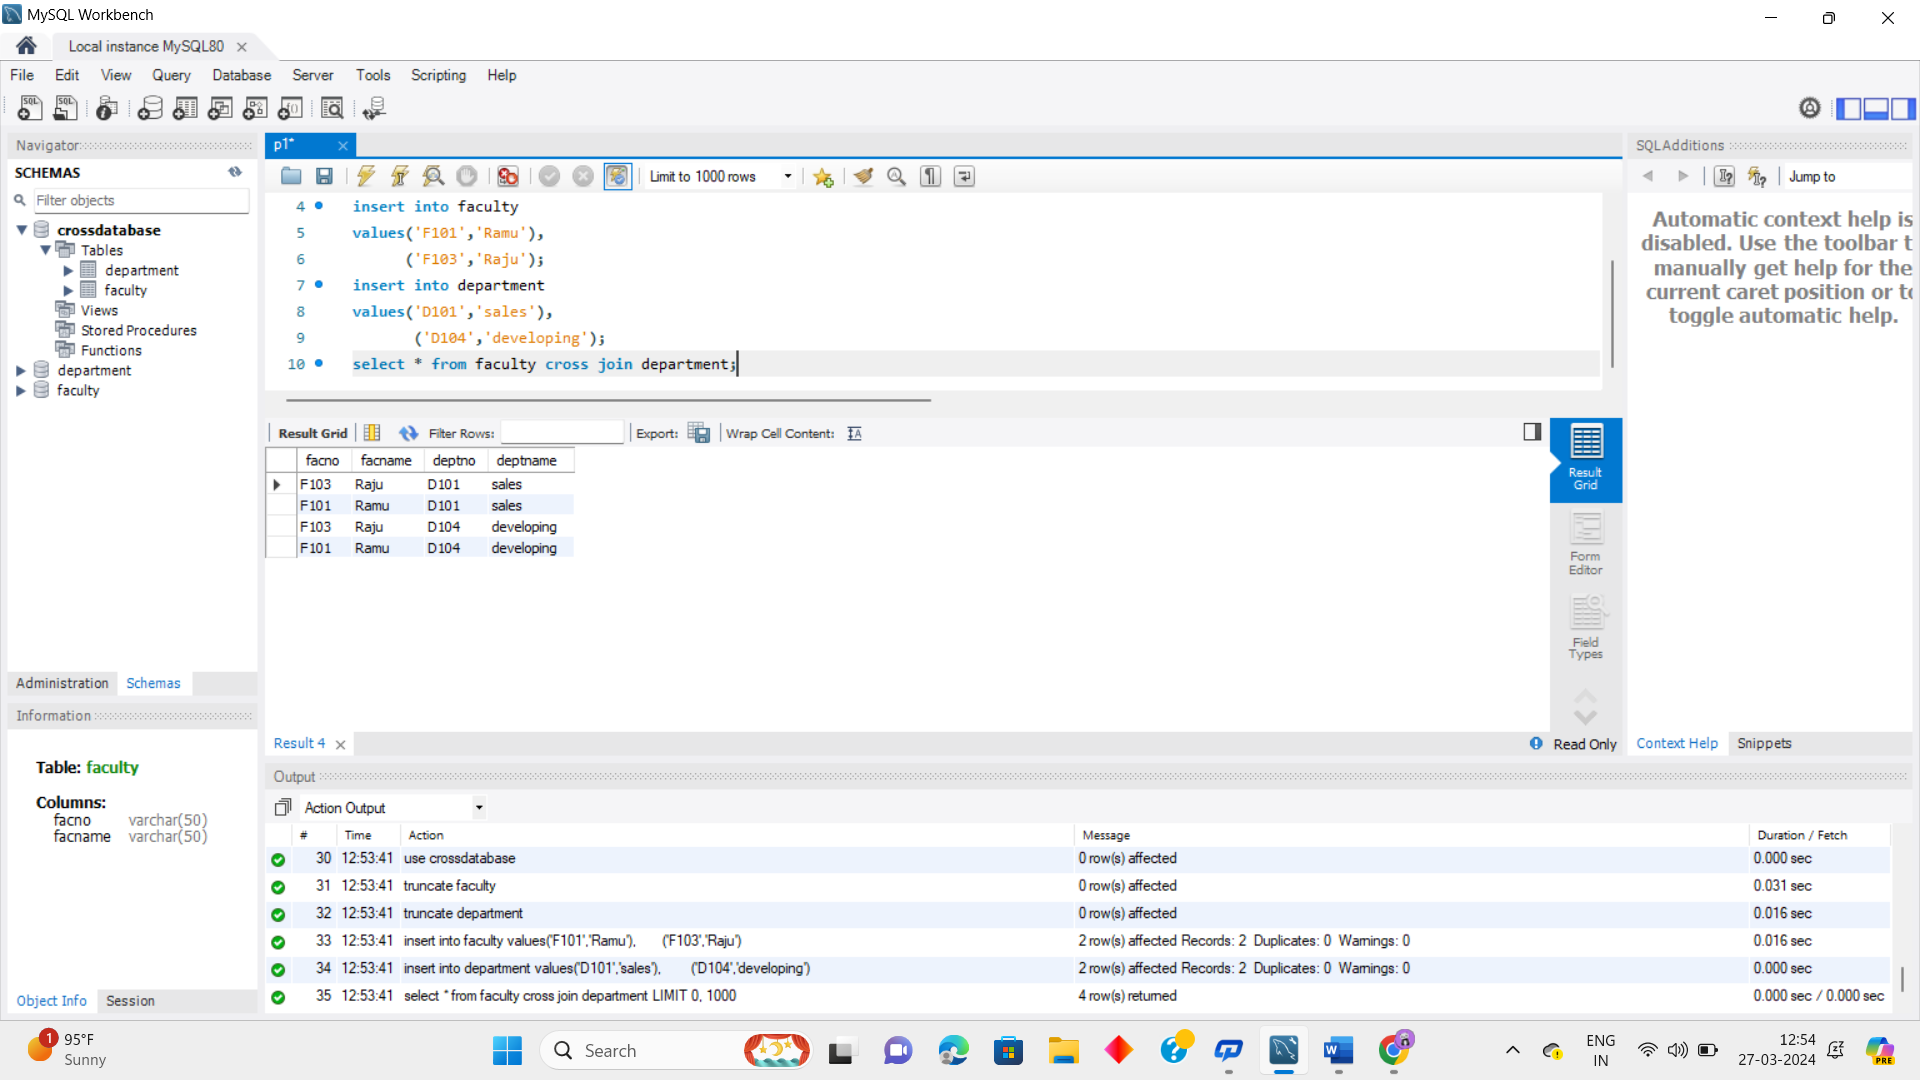 MySQL Workbench
Local instance MySQL80
File Edit View Query Database Server Tools Scripting Help
Navigator
SCHEMAS
Filter objects
crossdatabase
Tables
department
faculty
Views
Stored Procedures
Functions
department
faculty
Administration Schemas
Information
Table: faculty
Columns:
facno varchar(50)
facname varchar(50)
Object Info Session
p1*
Limit to 1000 rows
4 insert into faculty
5 values('F101','Ramu'),
6 ('F103','Raju');
7 insert into department
8 values('D101','sales'),
9 ('D104','developing');
10 select * from faculty cross join department;
Result Grid Filter Rows: Export: Wrap Cell Content:
facno facname deptno deptname
F103 Raju D101 sales
F101 Ramu D101 sales
F103 Raju D104 developing
F101 Ramu D104 developing
Result
Grid
Form
Editor
Field
Types
Result 4 Read Only
SQLAdditions
Jump to
Automatic context help is
disabled. Use the toolbar t
manually get help for the
current caret position or to
toggle automatic help.
Context Help Snippets
Output
Action Output
# Time Action Message Duration / Fetch
30 12:53:41 use crossdatabase 0 row(s) affected 0.000 sec
31 12:53:41 truncate faculty 0 row(s) affected 0.031 sec
32 12:53:41 truncate department 0 row(s) affected 0.016 sec
33 12:53:41 insert into faculty values('F101','Ramu'), ('F103','Raju') 2 row(s) affected Records: 2 Duplicates: 0 Warnings: 0 0.016 sec
34 12:53:41 insert into department values('D101','sales'), ('D104','developing') 2 row(s) affected Records: 2 Duplicates: 0 Warnings: 0 0.000 sec
35 12:53:41 select * from faculty cross join department LIMIT 0, 1000 4 row(s) returned 0.000 sec / 0.000 sec
1
95°F
Sunny
Search
ENG
IN
12:54
27-03-2024
PRE